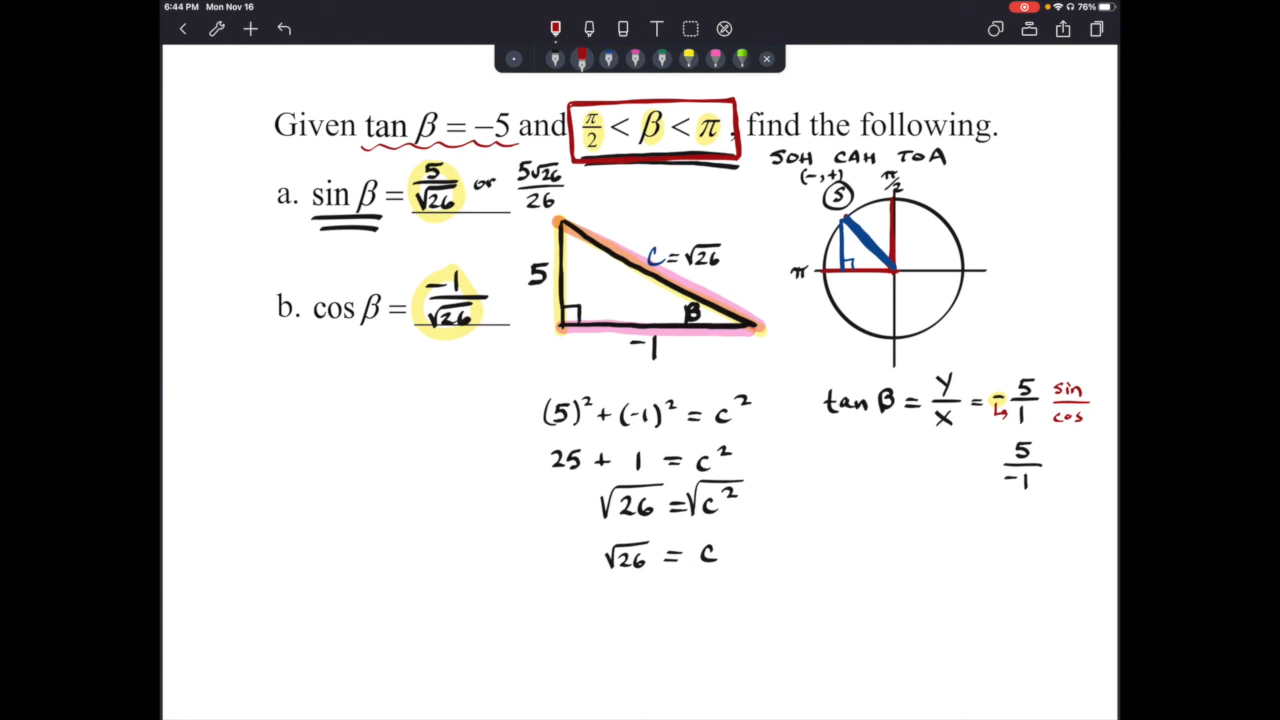 6:44 PM Mon Nov 16
76%
T
Given tan β = −5 and π/2 < β < π, find the following.
SOH CAH TOA
(−,+)
π/2
S
π
a. sin β = 5/√26 or 5√26/26
C = √26
5
β
−1
b. cos β = −1/√26
(5)² + (−1)² = c²
25 + 1 = c²
√26 = √c²
√26 = c
tan β = y/x = − 5/1 sin/cos
5/−1